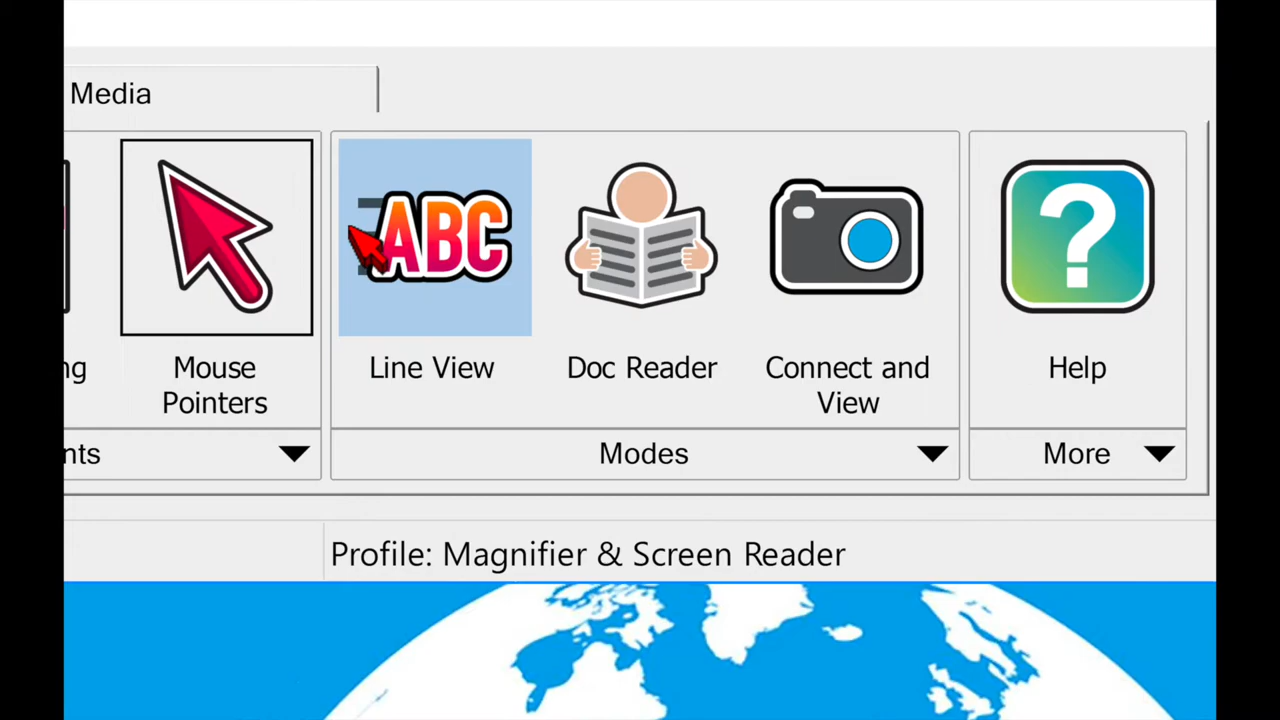 Media
ABC
?
ng
Mouse
Pointers
Line View
Doc Reader
Connect and
View
Help
nts
Modes
More
Profile: Magnifier & Screen Reader